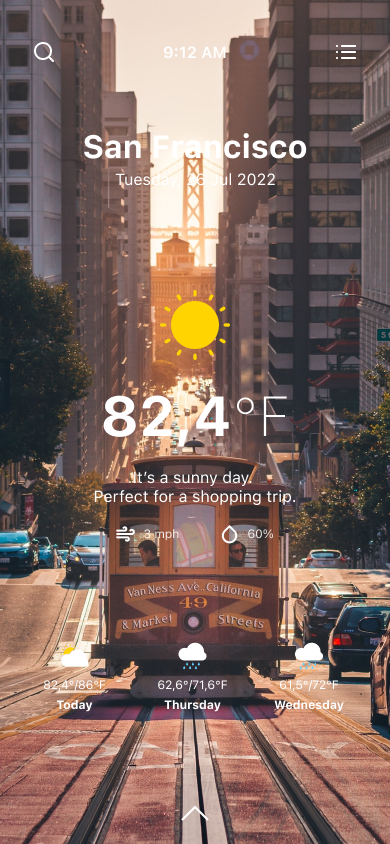 9:12 AM
San Francisco
Tuesday, Jul 2022
82,4°F
It's a sunny day.
Perfect for a shopping trip.
3 mph
60%
Van Ness Ave. California
49
& Market Streets
82,4°/86°F
62,6°/71,6°F
61,5°/72°F
Today
Thursday
Wednesday